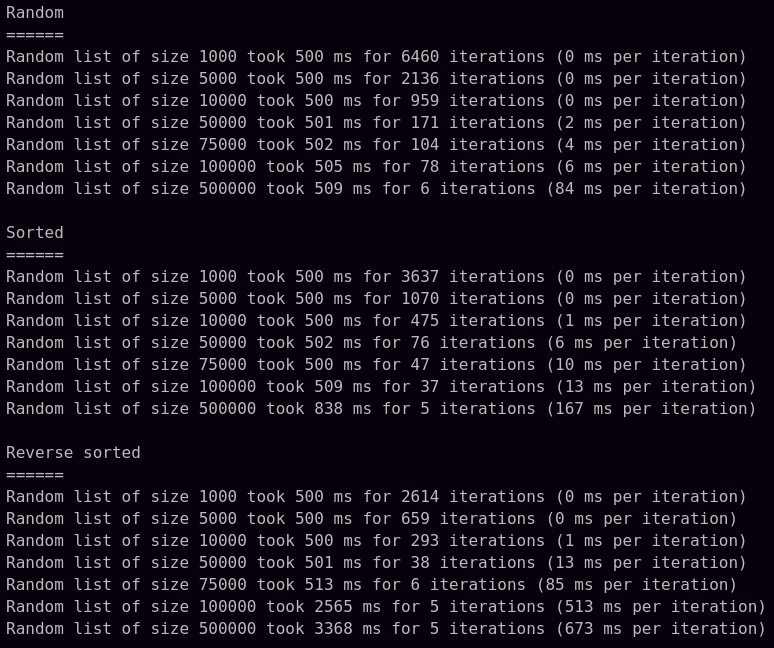 Random
======
Random list of size 1000 took 500 ms for 6460 iterations (0 ms per iteration)
Random list of size 5000 took 500 ms for 2136 iterations (0 ms per iteration)
Random list of size 10000 took 500 ms for 959 iterations (0 ms per iteration)
Random list of size 50000 took 501 ms for 171 iterations (2 ms per iteration)
Random list of size 75000 took 502 ms for 104 iterations (4 ms per iteration)
Random list of size 100000 took 505 ms for 78 iterations (6 ms per iteration)
Random list of size 500000 took 509 ms for 6 iterations (84 ms per iteration)

Sorted
======
Random list of size 1000 took 500 ms for 3637 iterations (0 ms per iteration)
Random list of size 5000 took 500 ms for 1070 iterations (0 ms per iteration)
Random list of size 10000 took 500 ms for 475 iterations (1 ms per iteration)
Random list of size 50000 took 502 ms for 76 iterations (6 ms per iteration)
Random list of size 75000 took 500 ms for 47 iterations (10 ms per iteration)
Random list of size 100000 took 509 ms for 37 iterations (13 ms per iteration)
Random list of size 500000 took 838 ms for 5 iterations (167 ms per iteration)

Reverse sorted
======
Random list of size 1000 took 500 ms for 2614 iterations (0 ms per iteration)
Random list of size 5000 took 500 ms for 659 iterations (0 ms per iteration)
Random list of size 10000 took 500 ms for 293 iterations (1 ms per iteration)
Random list of size 50000 took 501 ms for 38 iterations (13 ms per iteration)
Random list of size 75000 took 513 ms for 6 iterations (85 ms per iteration)
Random list of size 100000 took 2565 ms for 5 iterations (513 ms per iteration)
Random list of size 500000 took 3368 ms for 5 iterations (673 ms per iteration)